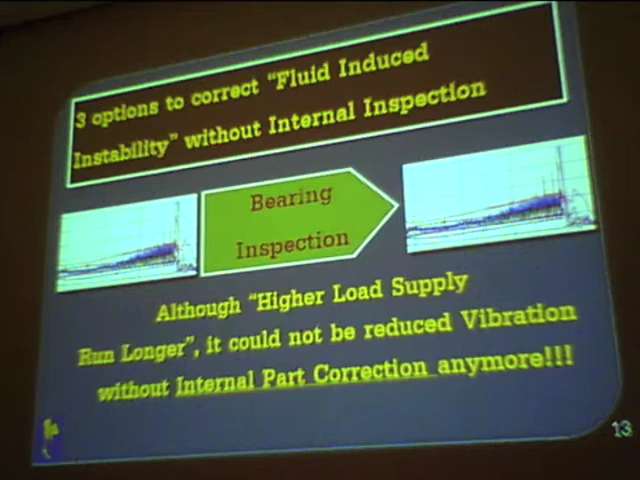 3 options to correct "Fluid Induced
Instability" without Internal Inspection
Bearing
Inspection
Although "Higher Load Supply
Run Longer", it could not be reduced Vibration
without Internal Part Correction anymore!!!
13